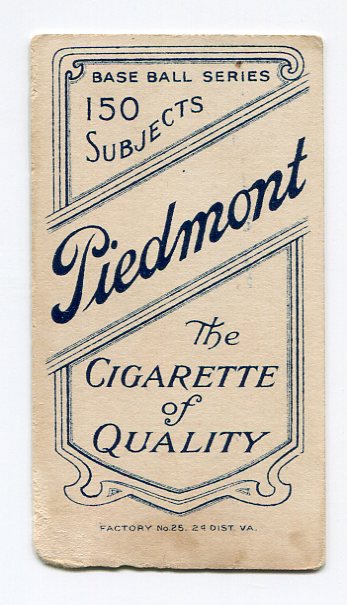 BASE BALL SERIES
150
SUBJECTS
Piedmont
The
CIGARETTE
of
QUALITY
FACTORY No. 25. 2d DIST. VA.